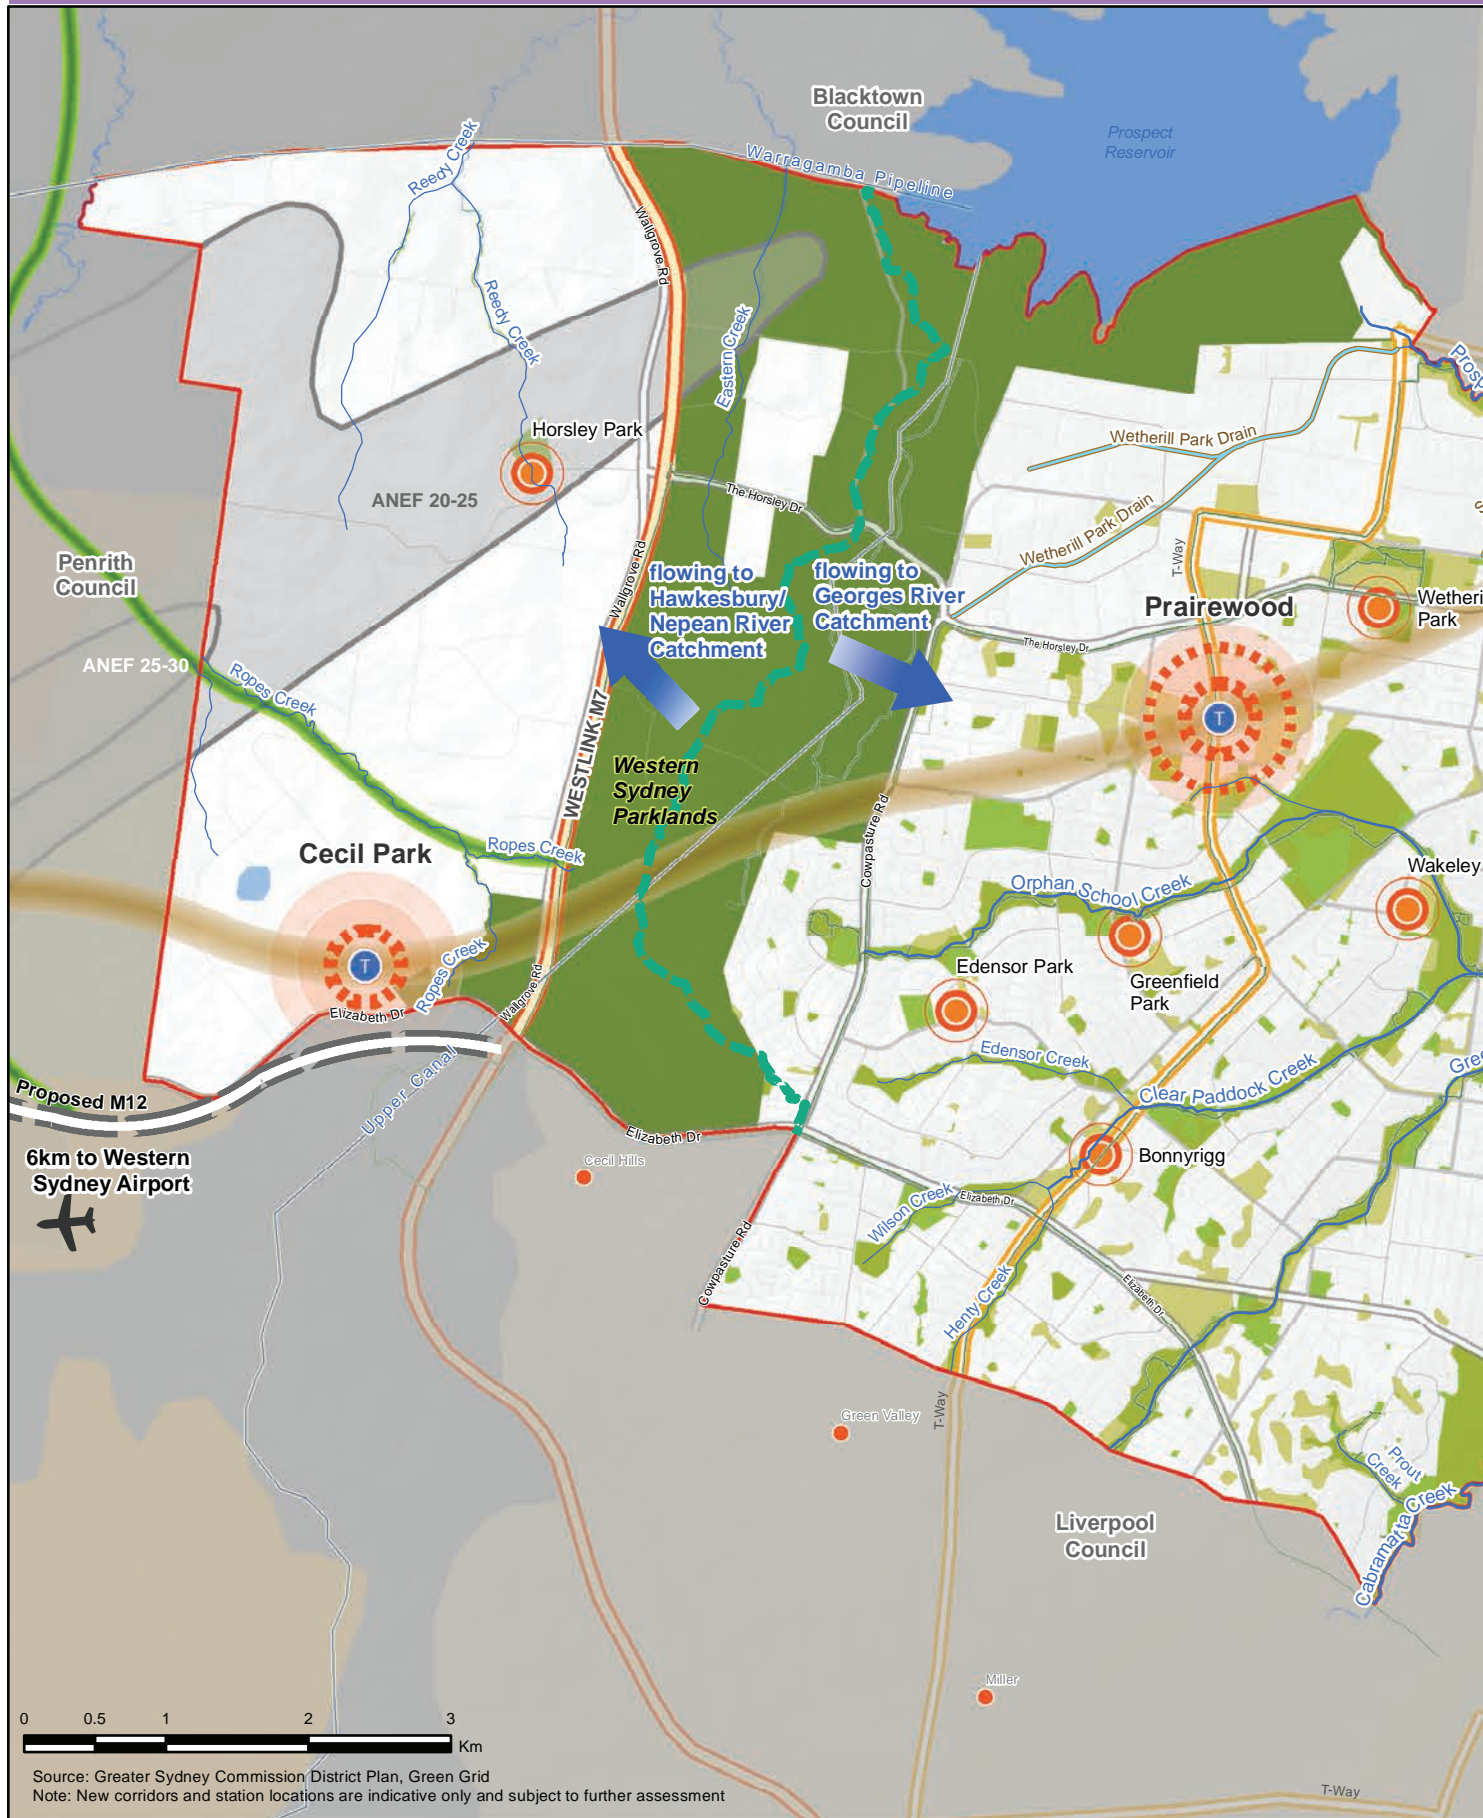 Blacktown
Council
Prospect
Reservoir
Warragamba Pipeline
Reedy Creek
Wallgrove Rd
Reedy Creek
Eastern Creek
Horsley Park
ANEF 20-25
Wetherill Park Drain
The Horsley Dr
Wetherill Park Drain
T-Way
Penrith
Council
Wallgrove Rd
flowing to
Hawkesbury/
Nepean River
Catchment
flowing to
Georges River
Catchment
Prairewood
Wetheri
Park
The Horsley Dr
ANEF 25-30
Ropes Creek
T
WESTLINK M7
Western
Sydney
Parklands
Cowpasture Rd
Cecil Park
Ropes Creek
Orphan School Creek
Wakeley
T
Ropes Creek
Edensor Park
Greenfield
Park
Wallgrove Rd
Elizabeth Dr
Edensor Creek
Clear Paddock Creek
Gree
Upper Canal
Proposed M12
6km to Western
Sydney Airport
Elizabeth Dr
Cecil Hills
Bonnyrigg
Wilson Creek
Elizabeth Dr
Cowpasture Rd
Henty Creek
Elizabeth Dr
Green Valley
T-Way
Prout
Creek
Cabramatta Creek
Liverpool
Council
Miller
0 0.5 1 2 3
Km
Source: Greater Sydney Commission District Plan, Green Grid
Note: New corridors and station locations are indicative only and subject to further assessment
T-Way